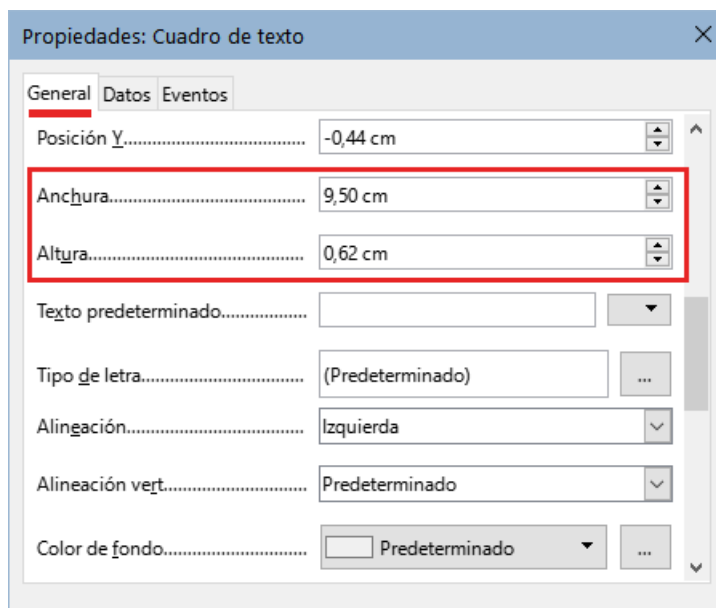 Propiedades: Cuadro de texto
General Datos Eventos
Posición Y....................................... -0,44 cm
Anchura.......................................... 9,50 cm
Altura.............................................. 0,62 cm
Texto predeterminado..................
Tipo de letra.................................. (Predeterminado) ...
Alineación...................................... Izquierda
Alineación vert.............................. Predeterminado
Color de fondo.............................. Predeterminado ...